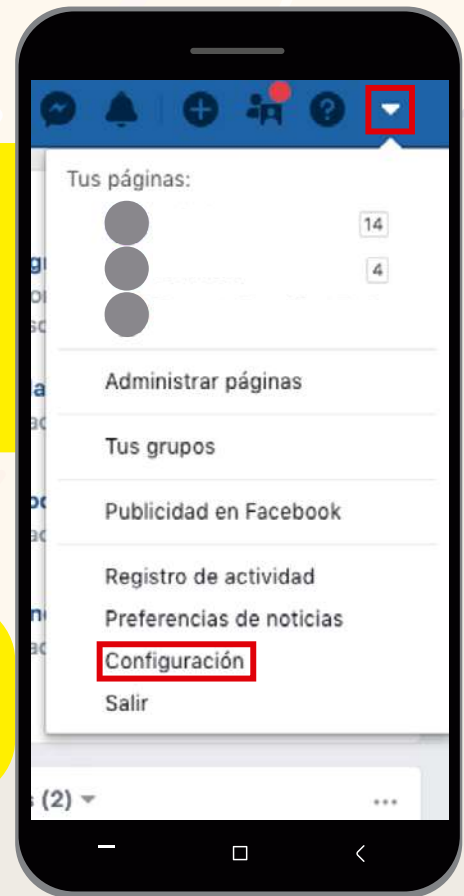 Tus páginas:
14
4
Administrar páginas
Tus grupos
Publicidad en Facebook
Registro de actividad
Preferencias de noticias
Configuración
Salir
(2)
...